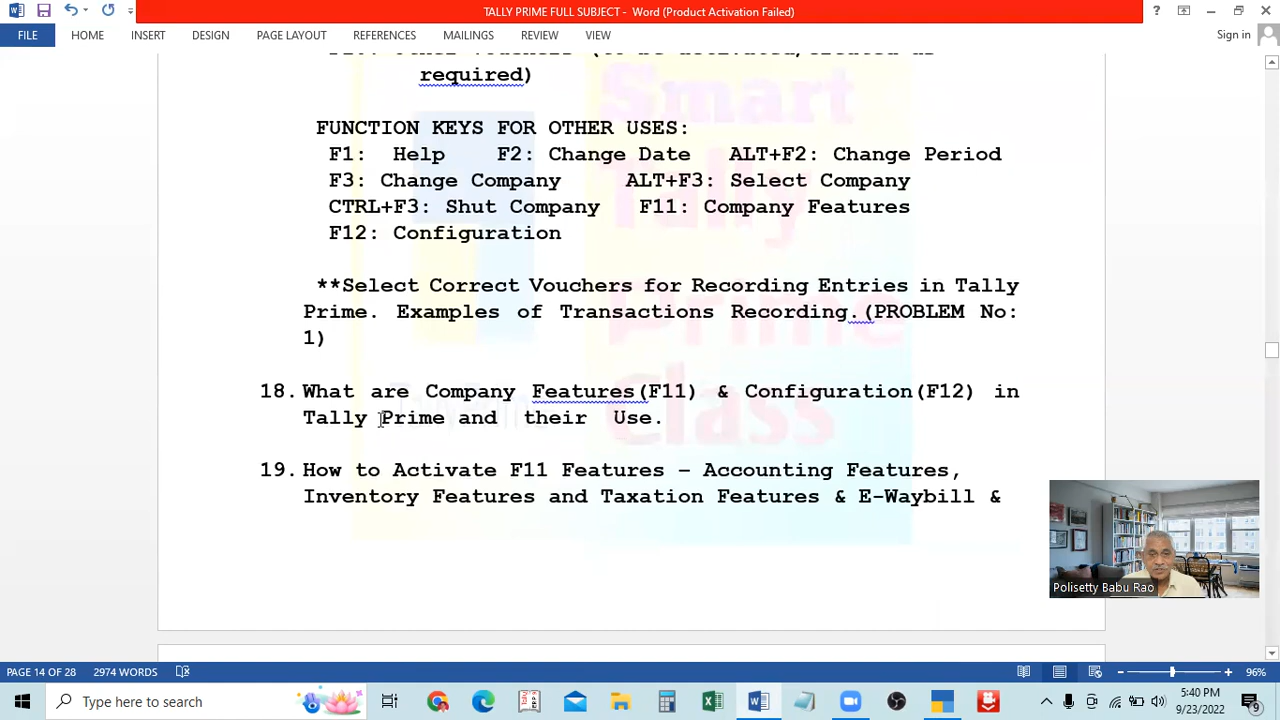 TALLY PRIME FULL SUBJECT - Word (Product Activation Failed)
FILE HOME INSERT DESIGN PAGE LAYOUT REFERENCES MAILINGS REVIEW VIEW Sign in
required)
FUNCTION KEYS FOR OTHER USES:
F1: Help F2: Change Date ALT+F2: Change Period
F3: Change Company ALT+F3: Select Company
CTRL+F3: Shut Company F11: Company Features
F12: Configuration
**Select Correct Vouchers for Recording Entries in Tally
Prime. Examples of Transactions Recording.(PROBLEM No:
1)
18. What are Company Features(F11) & Configuration(F12) in
Tally Prime and their Use.
19. How to Activate F11 Features – Accounting Features,
Inventory Features and Taxation Features & E-Waybill &
Smart
Tally
Prime
Class
Polisetty Babu Rao
PAGE 14 OF 28 2974 WORDS 96%
Type here to search
5:40 PM
9/23/2022